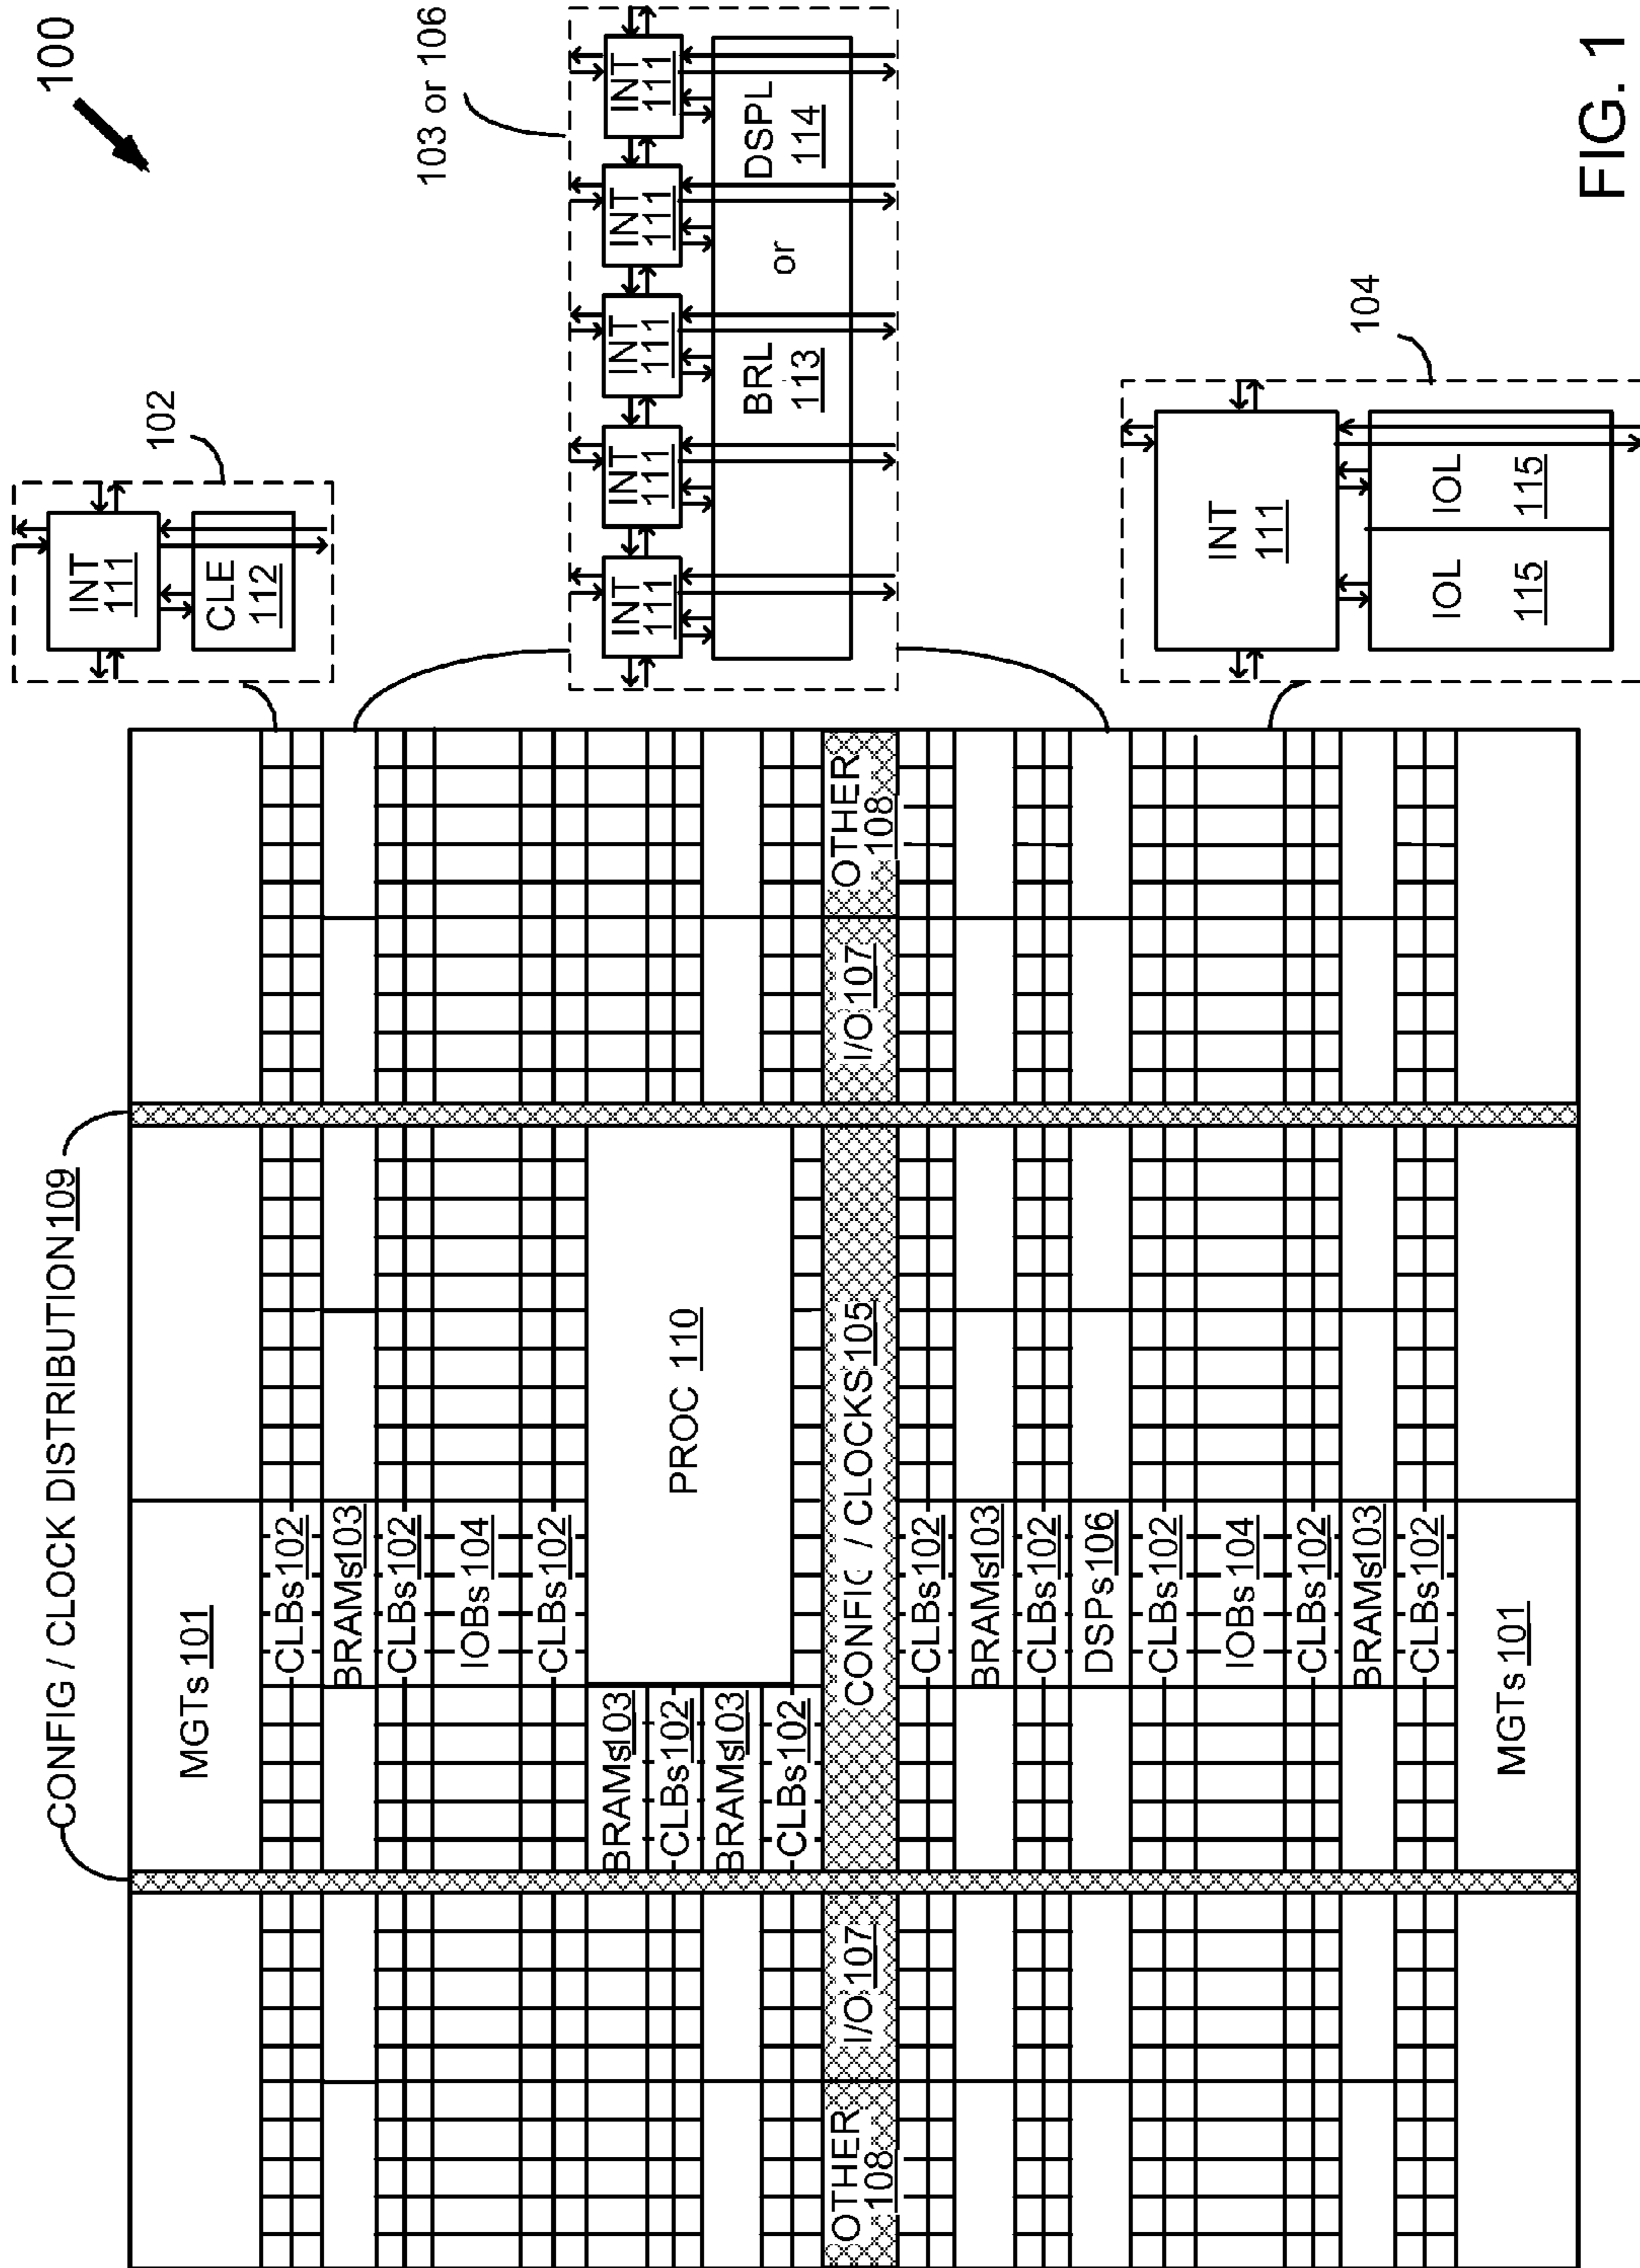 100
CONFIG / CLOCK DISTRIBUTION 109
MGTs 101
CLBs 102
BRAMs 103
CLBs 102
IOBs 104
CLBs 102
BRAMs 103
CLBs 102
BRAMs 103
CLBs 102
PROC 110
OTHER
108
I/O 107
CONFIG / CLOCKS 105
I/O 107
OTHER
108
CLBs 102
BRAMs 103
CLBs 102
DSPs 106
CLBs 102
IOBs 104
CLBs 102
BRAMs 103
CLBs 102
MGTs 101
102
INT
111
CLE
112
103 or 106
INT
111
INT
111
INT
111
INT
111
INT
111
BRL
113
or
DSPL
114
104
INT
111
IOL
115
IOL
115
FIG. 1